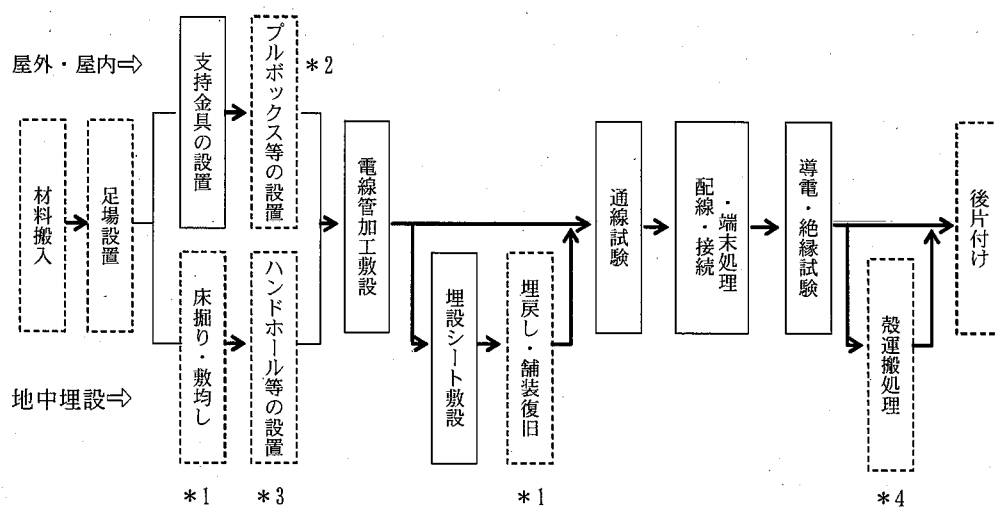 屋外・屋内⇨
材料搬入
足場設置
支持金具の設置
プルボックス等の設置
*2
床掘り・敷均し
ハンドホール等の設置
地中埋設⇨
*1
*3
電線管加工敷設
埋設シート敷設
埋戻し・舗装復旧
*1
通線試験
配線・接続
・端末処理
導電・絶縁試験
殻運搬処理
*4
後片付け